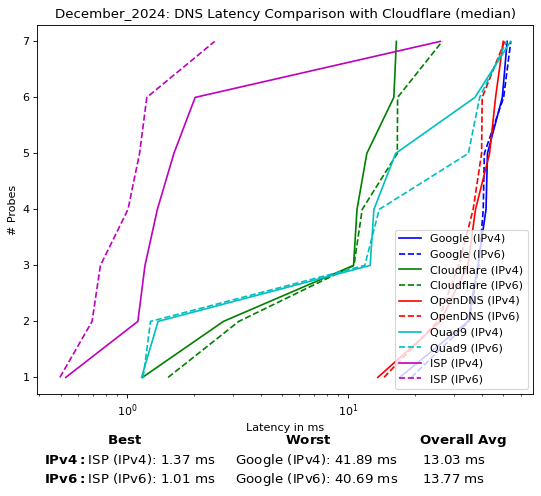 December_2024: DNS Latency Comparison with Cloudflare (median)
# Probes
7
6
5
4
3
2
1
Google (IPv4)
Google (IPv6)
Cloudflare (IPv4)
Cloudflare (IPv6)
OpenDNS (IPv4)
OpenDNS (IPv6)
Quad9 (IPv4)
Quad9 (IPv6)
ISP (IPv4)
ISP (IPv6)
10⁰ 10¹
Latency in ms
Best Worst Overall Avg
IPv4: ISP (IPv4): 1.37 ms Google (IPv4): 41.89 ms 13.03 ms
IPv6: ISP (IPv6): 1.01 ms Google (IPv6): 40.69 ms 13.77 ms